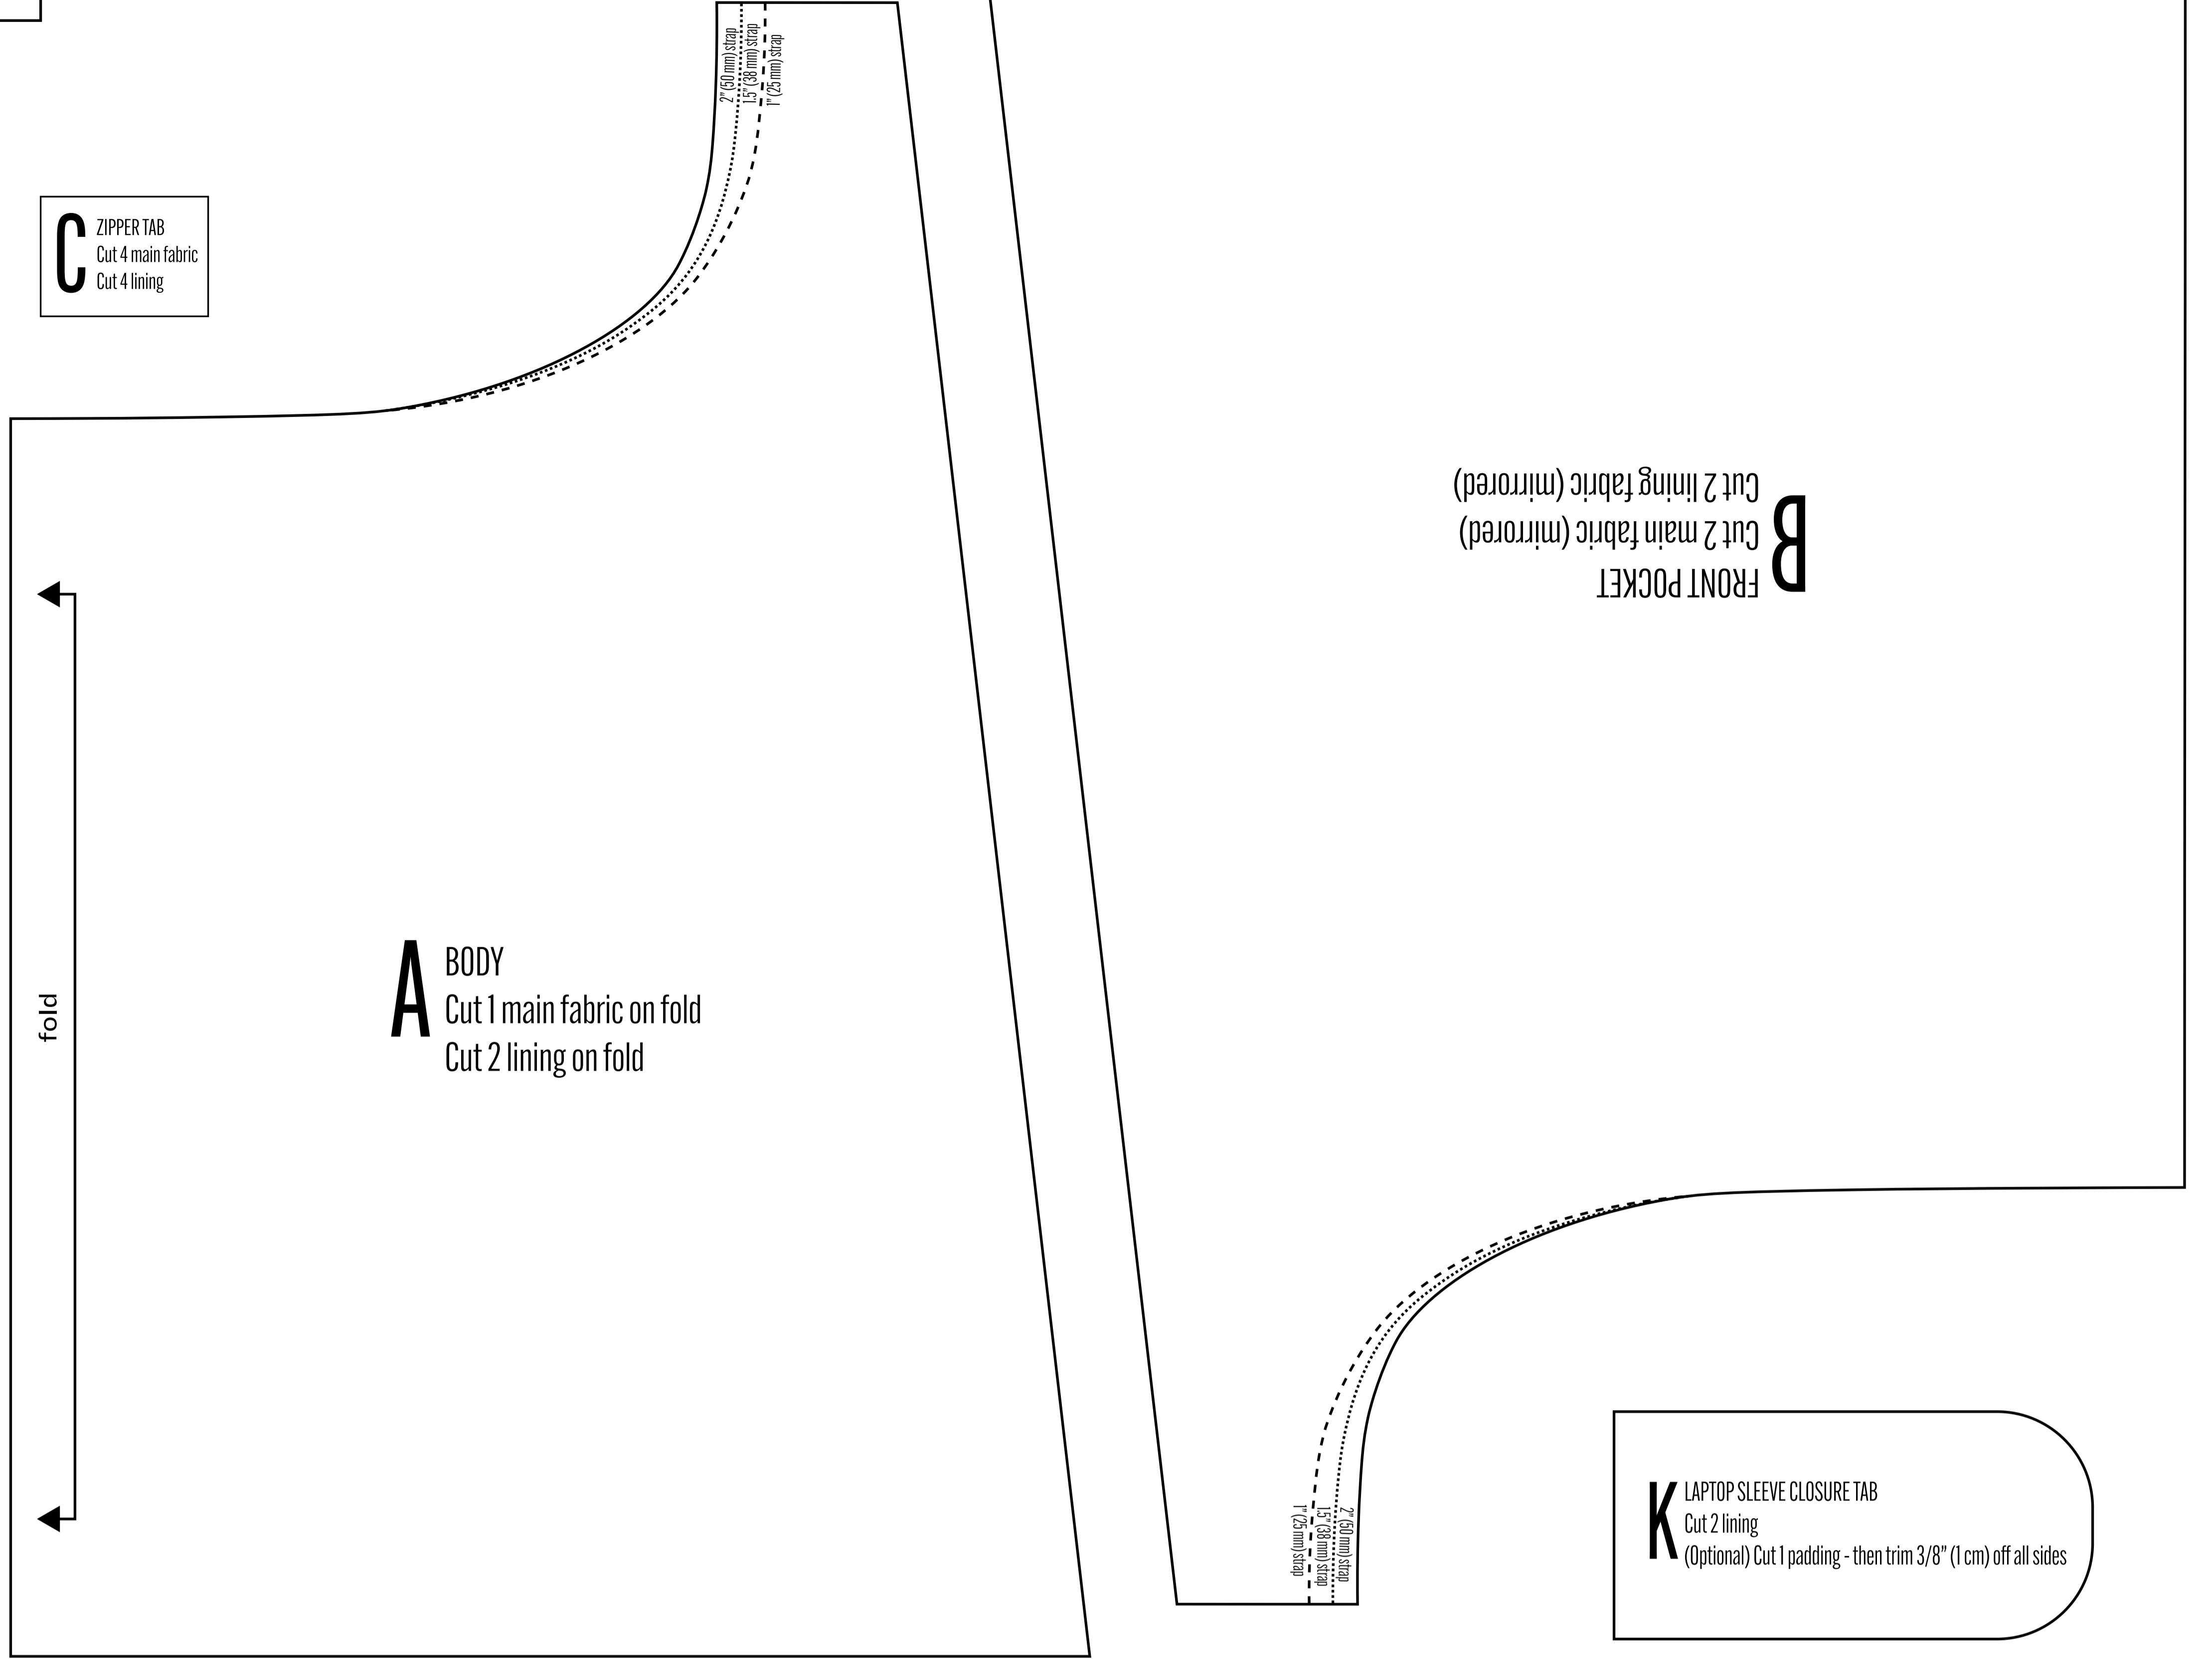 2” (50 mm) strap
1.5” (38 mm) strap
1” (25 mm) strap
C
ZIPPER TAB
Cut 4 main fabric
Cut 4 lining
B
FRONT POCKET
Cut 2 main fabric (mirrored)
Cut 2 lining fabric (mirrored)
fold
A
BODY
Cut 1 main fabric on fold
Cut 2 lining on fold
1” (25 mm) strap
1.5” (38 mm) strap
2” (50 mm) strap
K
LAPTOP SLEEVE CLOSURE TAB
Cut 2 lining
(Optional) Cut 1 padding - then trim 3/8” (1 cm) off all sides